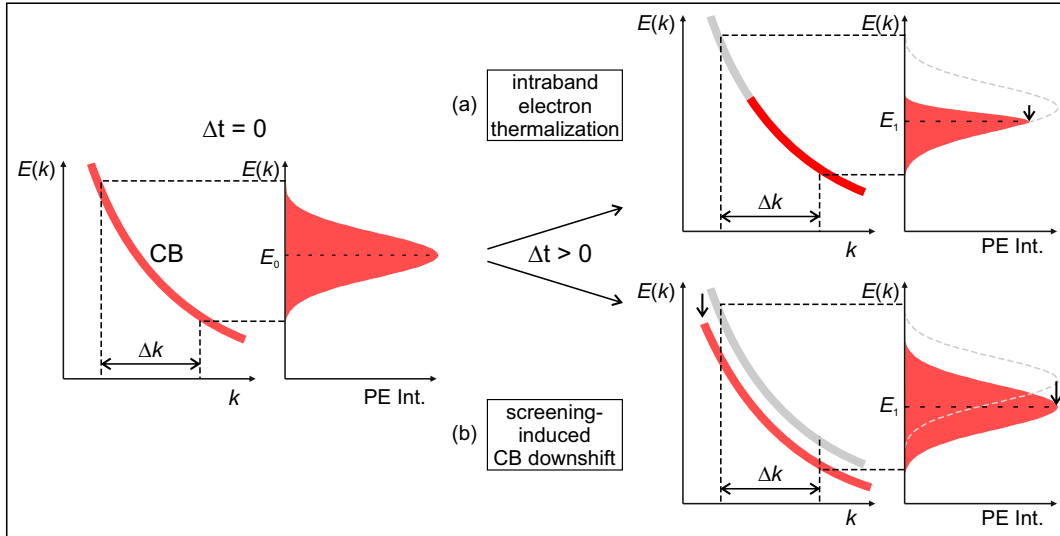 Δt = 0
E(k)
CB
Δk
k
E(k)
E₀
PE Int.
Δt > 0
(a)
intraband
electron
thermalization
E(k)
Δk
k
E(k)
E₁
PE Int.
(b)
screening-
induced
CB downshift
E(k)
Δk
k
E(k)
E₁
PE Int.